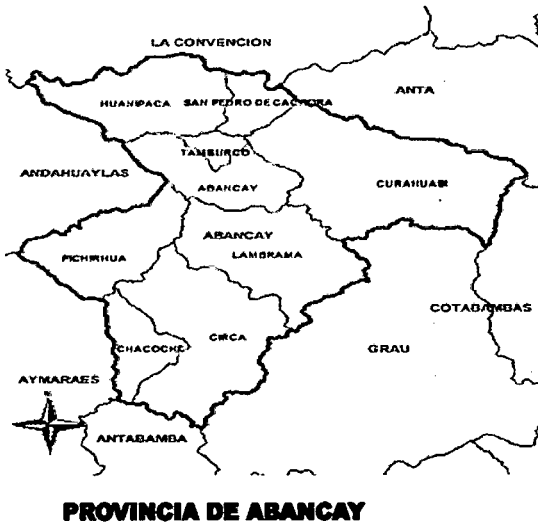 LA CONVENCION
ANTA
HUANIPACA
SAN PEDRO DE CACHORA
TAMBURCO
ANDAHUAYLAS
ABANCAY
CURAHUASI
ABANCAY
LAMBRAMA
PICHIRHUA
COTABAMBAS
CIRCA
CHACOCHE
GRAU
AYMARAES
N
ANTABAMBA
PROVINCIA DE ABANCAY